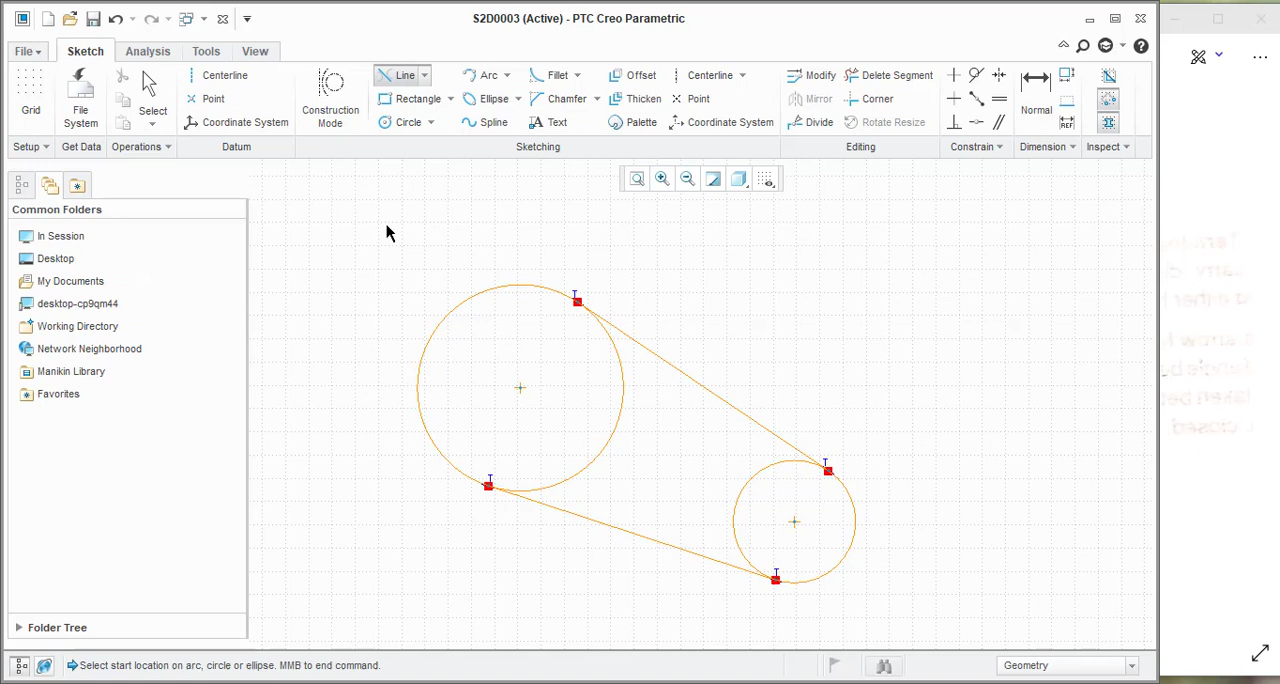 S2D0003 (Active) - PTC Creo Parametric
File Sketch Analysis Tools View
Grid
File System
Select
Centerline
Point
Coordinate System
Construction Mode
Line
Rectangle
Circle
Arc
Ellipse
Spline
Fillet
Chamfer
Text
Offset
Thicken
Palette
Centerline
Point
Coordinate System
Modify
Mirror
Divide
Delete Segment
Corner
Rotate Resize
Normal
REF
Setup Get Data Operations Datum Sketching Editing Constrain Dimension Inspect
Common Folders
In Session
Desktop
My Documents
desktop-cp9qm44
Working Directory
Network Neighborhood
Manikin Library
Favorites
Folder Tree
T
T
T
T
Select start location on arc, circle or ellipse. MMB to end command.
Geometry